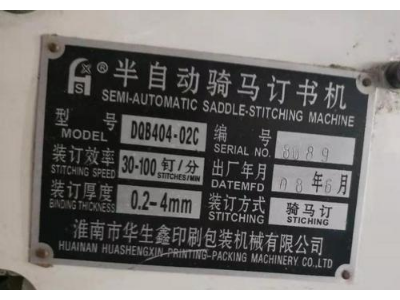 ® 半自动骑马订书机
SEMI-AUTOMATIC SADDLE-STITCHING MACHINE
型号 DQB404-02C 编号 8089
MODEL SERIAL NO.
装订效率 30-100 钉/分 出厂年月 08年6月
STITCHING SPEED STITCHES/MIN DATEMFD
装订厚度 0.2-4mm 装订方式 骑马订
BINDING THICKNESS STICHING STICHING
淮南市华生鑫印刷包装机械有限公司
HUAINAN HUASHENGXIN PRINTING-PACKING MACHINERY CO.,LTD